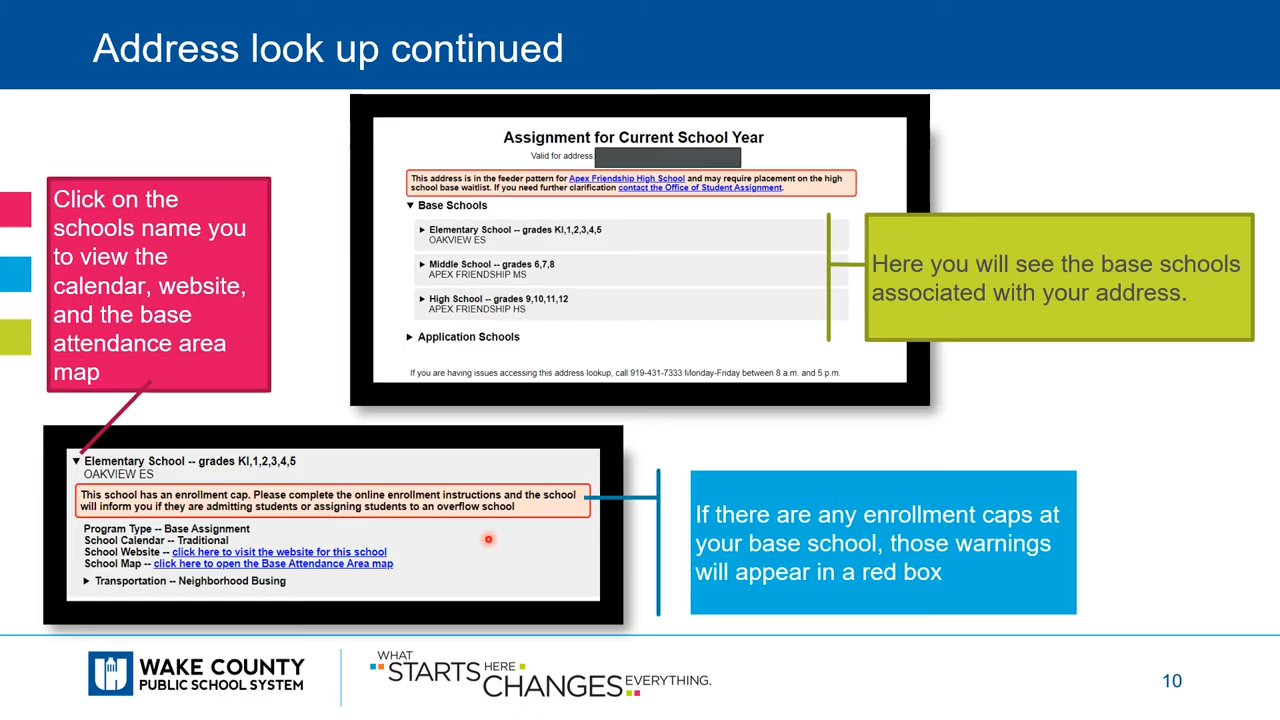 Address look up continued
Assignment for Current School Year
Valid for address:
This address is in the feeder pattern for Apex Friendship High School and may require placement on the high
school base waitlist. If you need further clarification contact the Office of Student Assignment.
▼ Base Schools
▶ Elementary School -- grades KI,1,2,3,4,5
OAKVIEW ES
▶ Middle School -- grades 6,7,8
APEX FRIENDSHIP MS
▶ High School -- grades 9,10,11,12
APEX FRIENDSHIP HS
▶ Application Schools
If you are having issues accessing this address lookup, call 919-431-7333 Monday-Friday between 8 a.m. and 5 p.m.
Click on the
schools name you
to view the
calendar, website,
and the base
attendance area
map
Here you will see the base schools
associated with your address.
▼ Elementary School -- grades KI,1,2,3,4,5
OAKVIEW ES
This school has an enrollment cap. Please complete the online enrollment instructions and the school
will inform you if they are admitting students or assigning students to an overflow school
Program Type -- Base Assignment
School Calendar -- Traditional
School Website -- click here to visit the website for this school
School Map -- click here to open the Base Attendance Area map
▶ Transportation -- Neighborhood Busing
If there are any enrollment caps at
your base school, those warnings
will appear in a red box
WAKE COUNTY
PUBLIC SCHOOL SYSTEM
WHAT
STARTS HERE
CHANGES EVERYTHING.
10